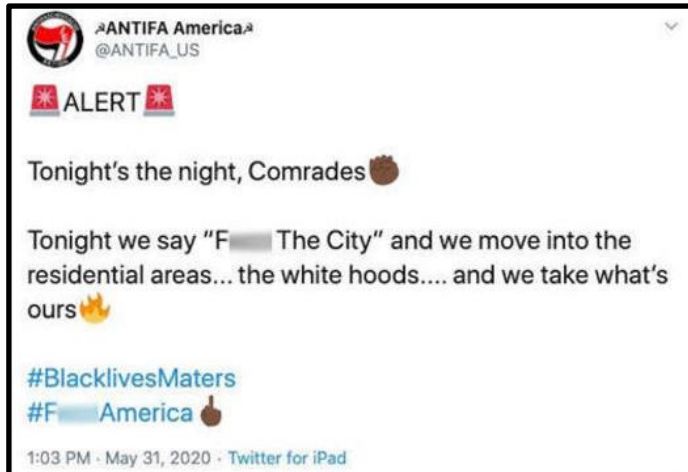 ANTIFA America
@ANTIFA_US
🚨ALERT🚨
Tonight's the night, Comrades✊🏿
Tonight we say "F The City" and we move into the
residential areas... the white hoods.... and we take what's
ours🔥
#BlacklivesMaters
#F America🖕🏿
1:03 PM · May 31, 2020 · Twitter for iPad